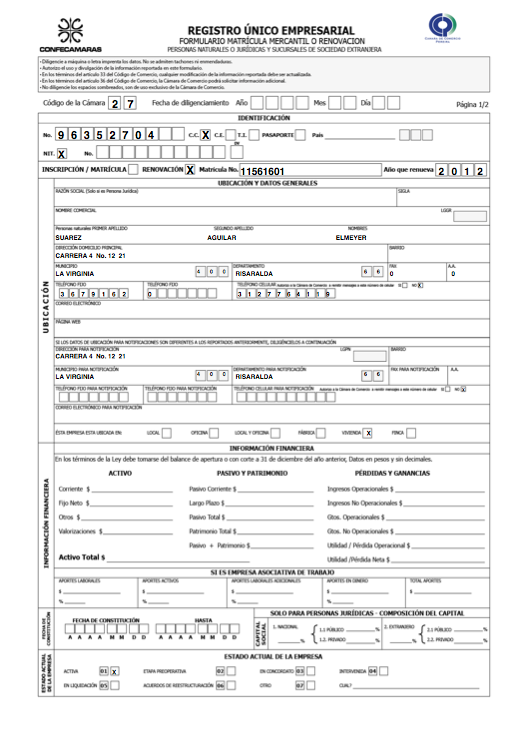 CONFECAMARAS
REGISTRO ÚNICO EMPRESARIAL
FORMULARIO MATRÍCULA MERCANTIL O RENOVACION
PERSONAS NATURALES O JURÍDICAS Y SUCURSALES DE SOCIEDAD EXTRANJERA
• Diligencie a máquina o letra imprenta los datos. No se admiten tachones ni enmendaduras.
• Autorizo el uso y divulgación de la información reportada en este formulario.
• En los términos del artículo 33 del Código de Comercio, cualquier modificación de la información reportada debe ser actualizada.
• En los términos del artículo 36 del Código de Comercio, la Cámara de Comercio podrá solicitar información adicional.
• No diligencie los espacios sombreados, son de uso exclusivo de la Cámara de Comercio.
Código de la Cámara 2 7 Fecha de diligenciamiento Año Mes Día Página 1/2
IDENTIFICACIÓN
No. 9 6 3 5 2 7 0 4 C.C. X C.E. T.I. PASAPORTE País
NIT. X No. DV
INSCRIPCIÓN / MATRÍCULA RENOVACIÓN X Matrícula No. 11561601 Año que renueva 2 0 1 2
UBICACIÓN Y DATOS GENERALES
RAZÓN SOCIAL (Solo si es Persona Jurídica) SIGLA
NOMBRE COMERCIAL
Personas naturales PRIMER APELLIDO SEGUNDO APELLIDO NOMBRES
SUAREZ AGUILAR ELMEYER
DIRECCIÓN DOMICILIO PRINCIPAL BARRIO
CARRERA 4 No. 12 21
MUNICIPIO DEPARTAMENTO FAX A.A.
LA VIRGINIA 4 0 0 RISARALDA 6 6 0 0
TELÉFONO FIJO TELÉFONO FIJO TELÉFONO CELULAR Autorizo a la Cámara de Comercio a remitir mensajes a este número de celular SI NO X
3 6 7 9 1 6 2 0 3 1 2 7 7 6 4 1 1 9
CORREO ELECTRÓNICO
PÁGINA WEB
UBICACIÓN
SI LOS DATOS DE UBICACIÓN PARA NOTIFICACIONES SON DIFERENTES A LOS REPORTADOS ANTERIORMENTE, DILIGÉNCIELOS A CONTINUACIÓN
DIRECCIÓN PARA NOTIFICACIÓN BARRIO
CARRERA 4 No. 12 21
MUNICIPIO PARA NOTIFICACIÓN DEPARTAMENTO PARA NOTIFICACIÓN FAX PARA NOTIFICACIÓN A.A.
LA VIRGINIA 4 0 0 RISARALDA 6 6
TELÉFONO FIJO PARA NOTIFICACIÓN TELÉFONO FIJO PARA NOTIFICACIÓN TELÉFONO CELULAR PARA NOTIFICACIÓN Autorizo a la Cámara de Comercio a remitir mensajes a este número de celular SI NO X
CORREO ELECTRÓNICO PARA NOTIFICACIÓN
ESTA EMPRESA ESTÁ UBICADA EN: LOCAL OFICINA LOCAL Y OFICINA FÁBRICA VIVIENDA X FINCA
INFORMACIÓN FINANCIERA
En los términos de la Ley debe tomarse del balance de apertura o con corte a 31 de diciembre del año anterior, Datos en pesos y sin decimales.
ACTIVO PASIVO Y PATRIMONIO PÉRDIDAS Y GANANCIAS
Corriente $ Pasivo Corriente $ Ingresos Operacionales $
Fijo Neto $ Largo Plazo $ Ingresos No Operacionales $
Otros $ Pasivo Total $ Gtos. Operacionales $
Valorizaciones $ Patrimonio Total $ Gtos. No Operacionales $
Pasivo + Patrimonio $ Utilidad / Pérdida Operacional $
Activo Total $ Utilidad /Pérdida Neta $
INFORMACIÓN FINANCIERA
SI ES EMPRESA ASOCIATIVA DE TRABAJO
APORTES LABORALES APORTES ACTIVOS APORTES LABORALES ADICIONALES APORTES EN DINERO TOTAL APORTES
$ $ $ $ $
% % % %
FECHA DE CONSTITUCIÓN
FECHA DE CONSTITUCIÓN HASTA
A A A A M M D D A A A A M M D D
SOLO PARA PERSONAS JURÍDICAS - COMPOSICIÓN DEL CAPITAL
CAPITAL SOCIAL
1. NACIONAL % 1.1 PÚBLICO % 2. EXTRANJERO % 2.1 PÚBLICO %
1.2. PRIVADO % 2.2. PRIVADO %
ESTADO ACTUAL DE LA EMPRESA
ESTADO ACTUAL DE LA EMPRESA
ACTIVA 01 X ETAPA PREOPERATIVA 02 EN CONCORDATO 03 INTERVENIDA 04
EN LIQUIDACIÓN 05 ACUERDOS DE REESTRUCTURACIÓN 06 OTRO 07 CUAL?